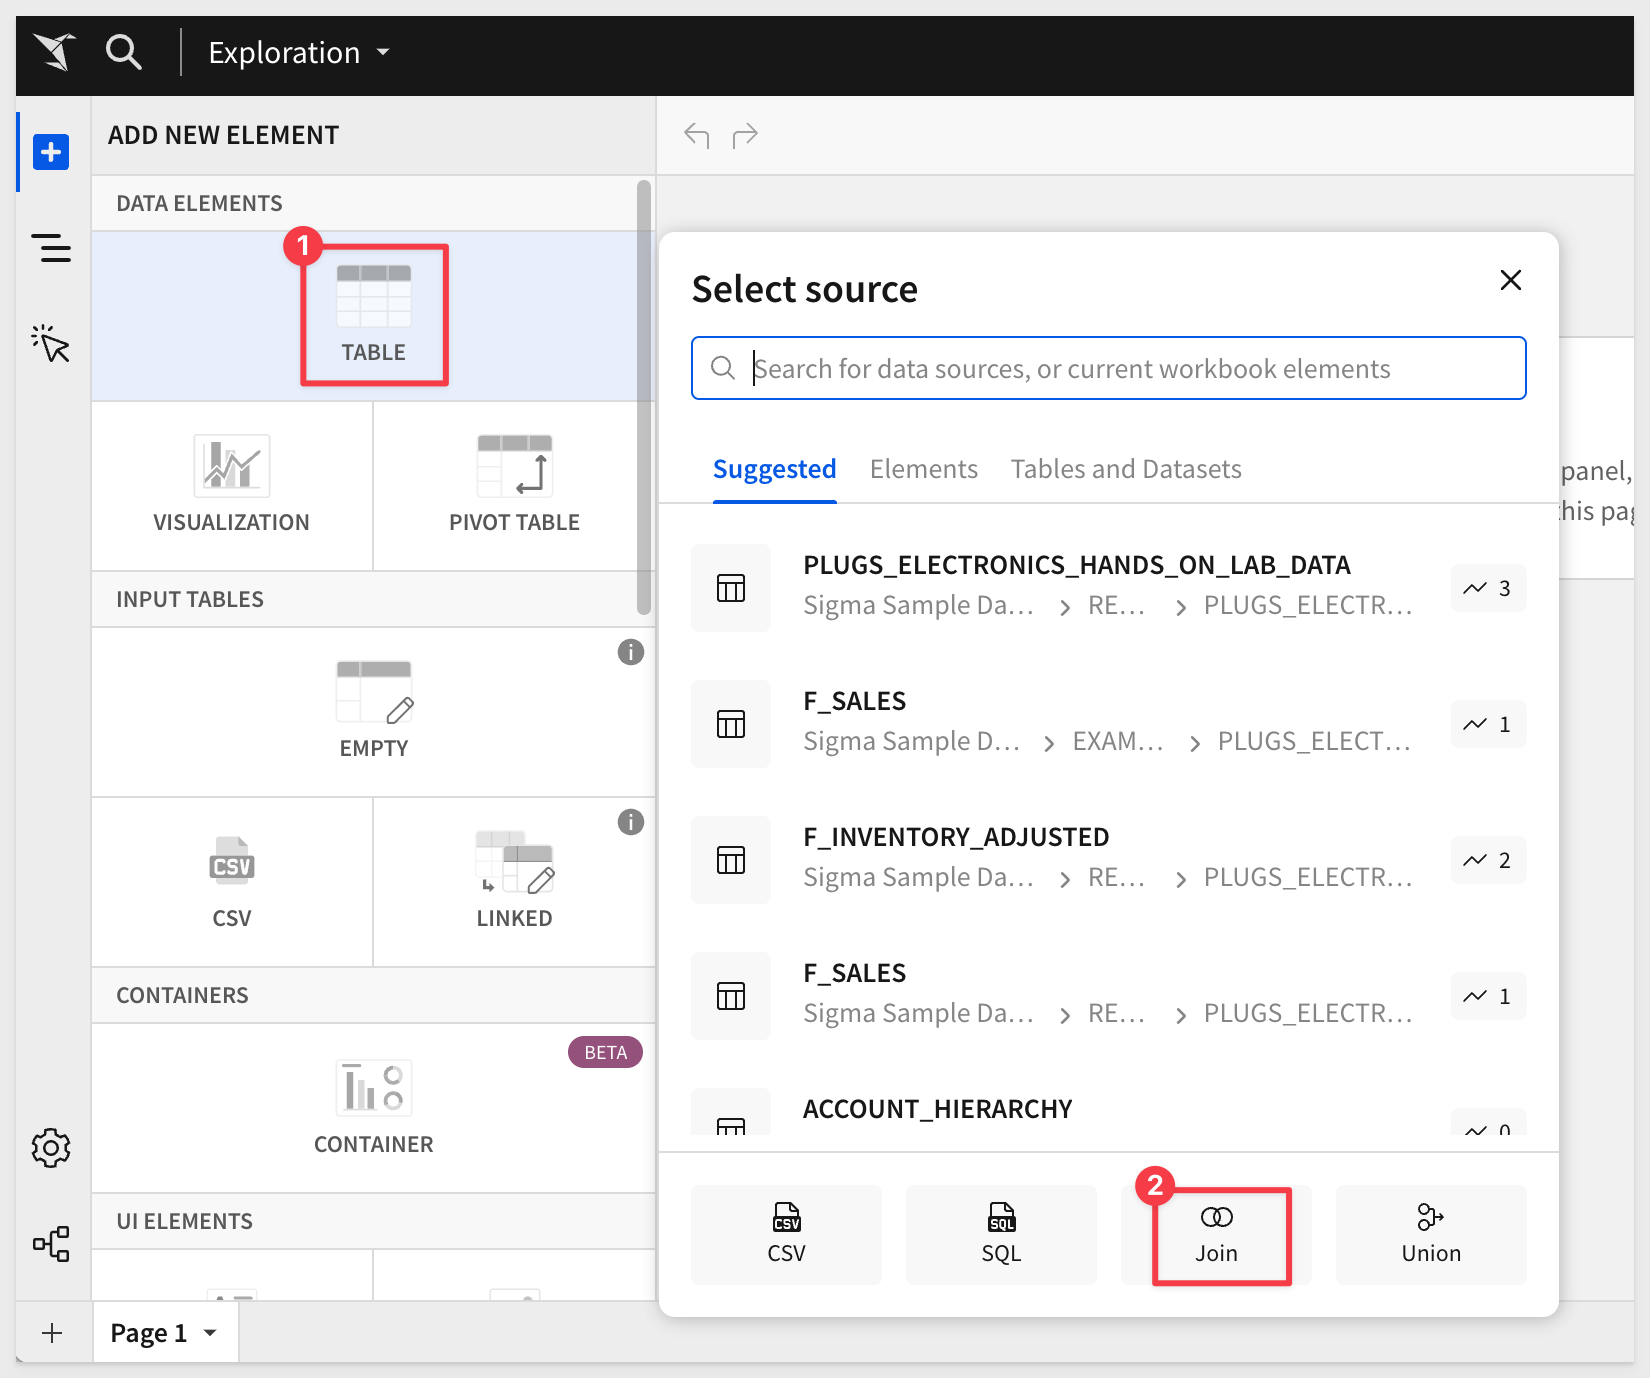 Exploration
ADD NEW ELEMENT
DATA ELEMENTS
1
TABLE
VISUALIZATION
PIVOT TABLE
INPUT TABLES
EMPTY
CSV
CSV
LINKED
CONTAINERS
BETA
CONTAINER
UI ELEMENTS
Page 1
Select source
Search for data sources, or current workbook elements
Suggested Elements Tables and Datasets
PLUGS_ELECTRONICS_HANDS_ON_LAB_DATA
Sigma Sample Da... > RE... > PLUGS_ELECTR...
3
F_SALES
Sigma Sample D... > EXAM... > PLUGS_ELECT...
1
F_INVENTORY_ADJUSTED
Sigma Sample Da... > RE... > PLUGS_ELECTR...
2
F_SALES
Sigma Sample Da... > RE... > PLUGS_ELECTR...
1
ACCOUNT_HIERARCHY
0
CSV
CSV
SQL
SQL
2
Join
Union
panel,
this pag